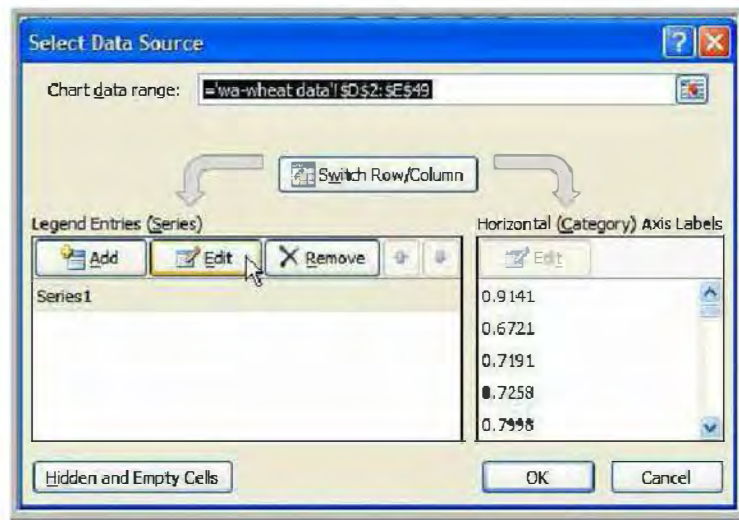 Select Data Source
Chart data range: ='wa-wheat data'!$D$2:$E$49
Switch Row/Column
Legend Entries (Series)
Horizontal (Category) Axis Labels
Add Edit Remove
Edit
Series1
0.9141
0.6721
0.7191
0.7258
0.7998
Hidden and Empty Cells
OK Cancel